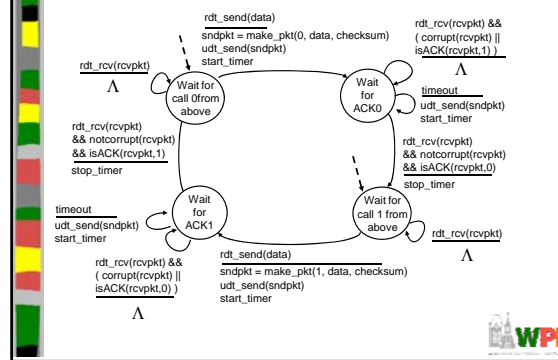 rdt_send(data)
sndpkt = make_pkt(0, data, checksum)
udt_send(sndpkt)
start_timer
rdt_rcv(rcvpkt) &&
( corrupt(rcvpkt) ||
isACK(rcvpkt,1) )
Λ
rdt_rcv(rcvpkt)
Λ
Wait for
call 0from
above
Wait
for
ACK0
timeout
udt_send(sndpkt)
start_timer
rdt_rcv(rcvpkt)
&& notcorrupt(rcvpkt)
&& isACK(rcvpkt,1)
stop_timer
rdt_rcv(rcvpkt)
&& notcorrupt(rcvpkt)
&& isACK(rcvpkt,0)
stop_timer
Wait
for
ACK1
Wait for
call 1 from
above
timeout
udt_send(sndpkt)
start_timer
rdt_rcv(rcvpkt)
Λ
rdt_rcv(rcvpkt) &&
( corrupt(rcvpkt) ||
isACK(rcvpkt,0) )
Λ
rdt_send(data)
sndpkt = make_pkt(1, data, checksum)
udt_send(sndpkt)
start_timer
WP